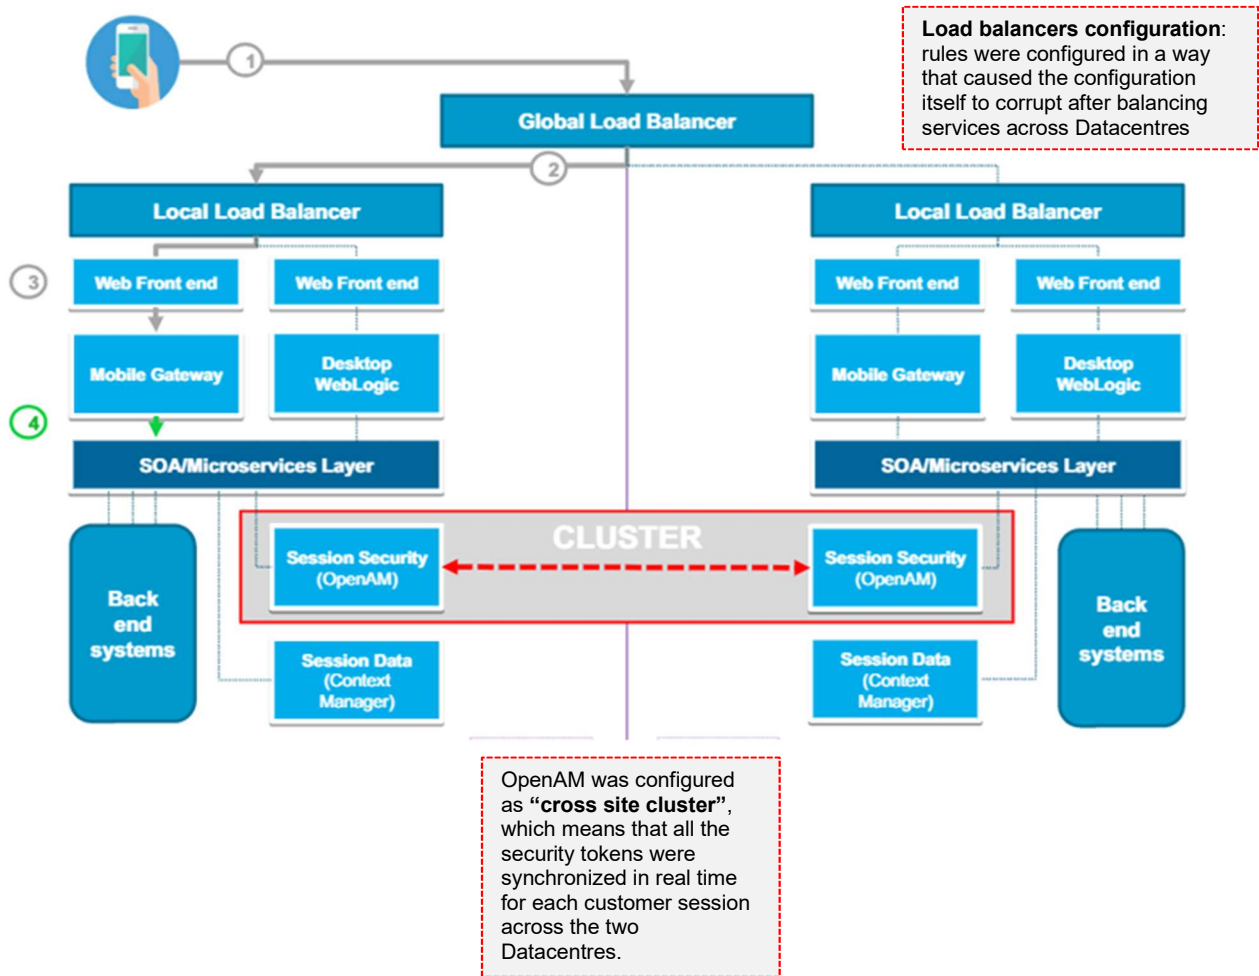 Load balancers configuration:
rules were configured in a way
that caused the configuration
itself to corrupt after balancing
services across Datacentres
1
Global Load Balancer
2
Local Load Balancer
Local Load Balancer
3
Web Front end
Web Front end
Web Front end
Web Front end
Mobile Gateway
Desktop
WebLogic
Mobile Gateway
Desktop
WebLogic
4
SOA/Microservices Layer
SOA/Microservices Layer
CLUSTER
Session Security
(OpenAM)
Session Security
(OpenAM)
Back
end
systems
Back
end
systems
Session Data
(Context
Manager)
Session Data
(Context
Manager)
OpenAM was configured
as “cross site cluster”,
which means that all the
security tokens were
synchronized in real time
for each customer session
across the two
Datacentres.